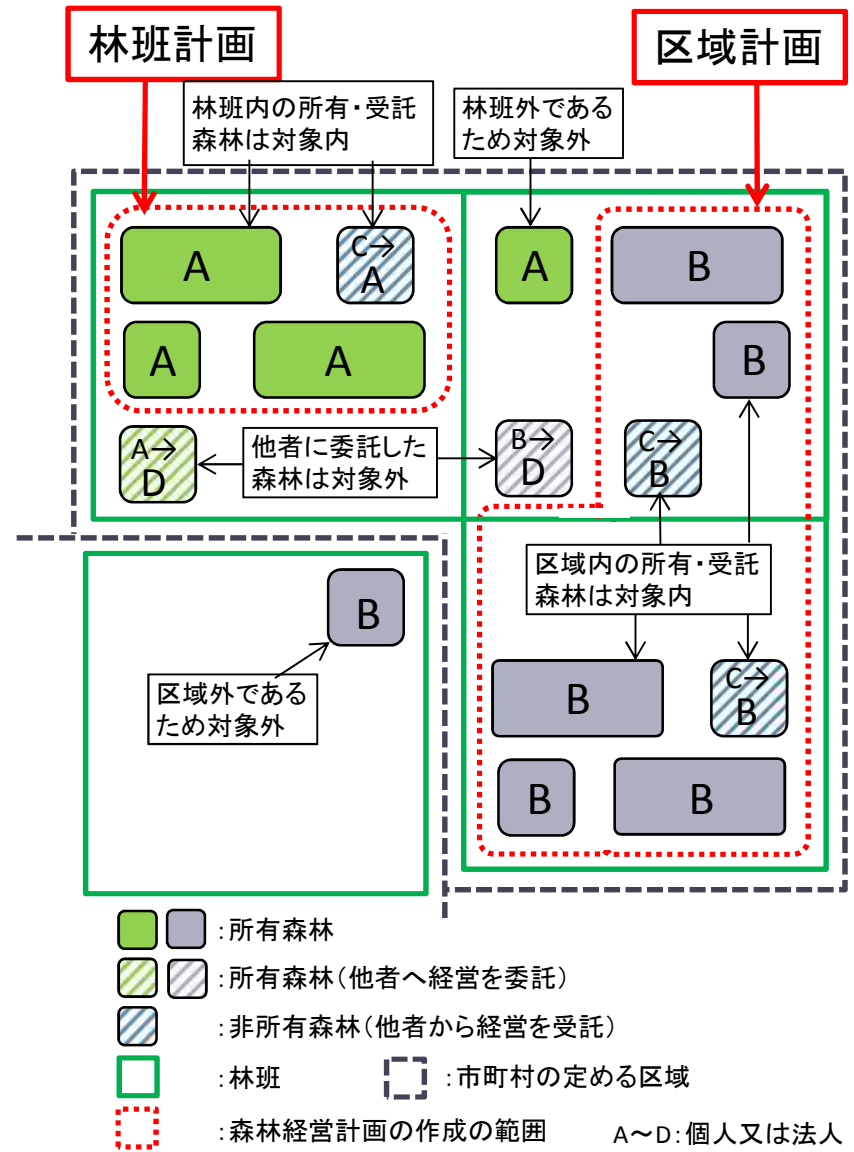 林班計画
区域計画
林班内の所有・受託
森林は対象内
林班外である
ため対象外
A
C→
A
A
B
A
A
B
A→
D
他者に委託した
森林は対象外
B→
D
C→
B
区域内の所有・受託
森林は対象内
B
区域外である
ため対象外
B
C→
B
B
B
:所有森林
:所有森林(他者へ経営を委託)
:非所有森林(他者から経営を受託)
:林班
:市町村の定める区域
:森林経営計画の作成の範囲
A～D:個人又は法人